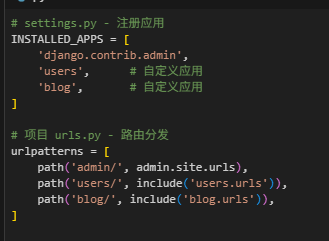 # settings.py - 注册应用
INSTALLED_APPS = [
    'django.contrib.admin',
    'users',     # 自定义应用
    'blog',      # 自定义应用
]

# 项目 urls.py - 路由分发
urlpatterns = [
    path('admin/', admin.site.urls),
    path('users/', include('users.urls')),
    path('blog/', include('blog.urls')),
]